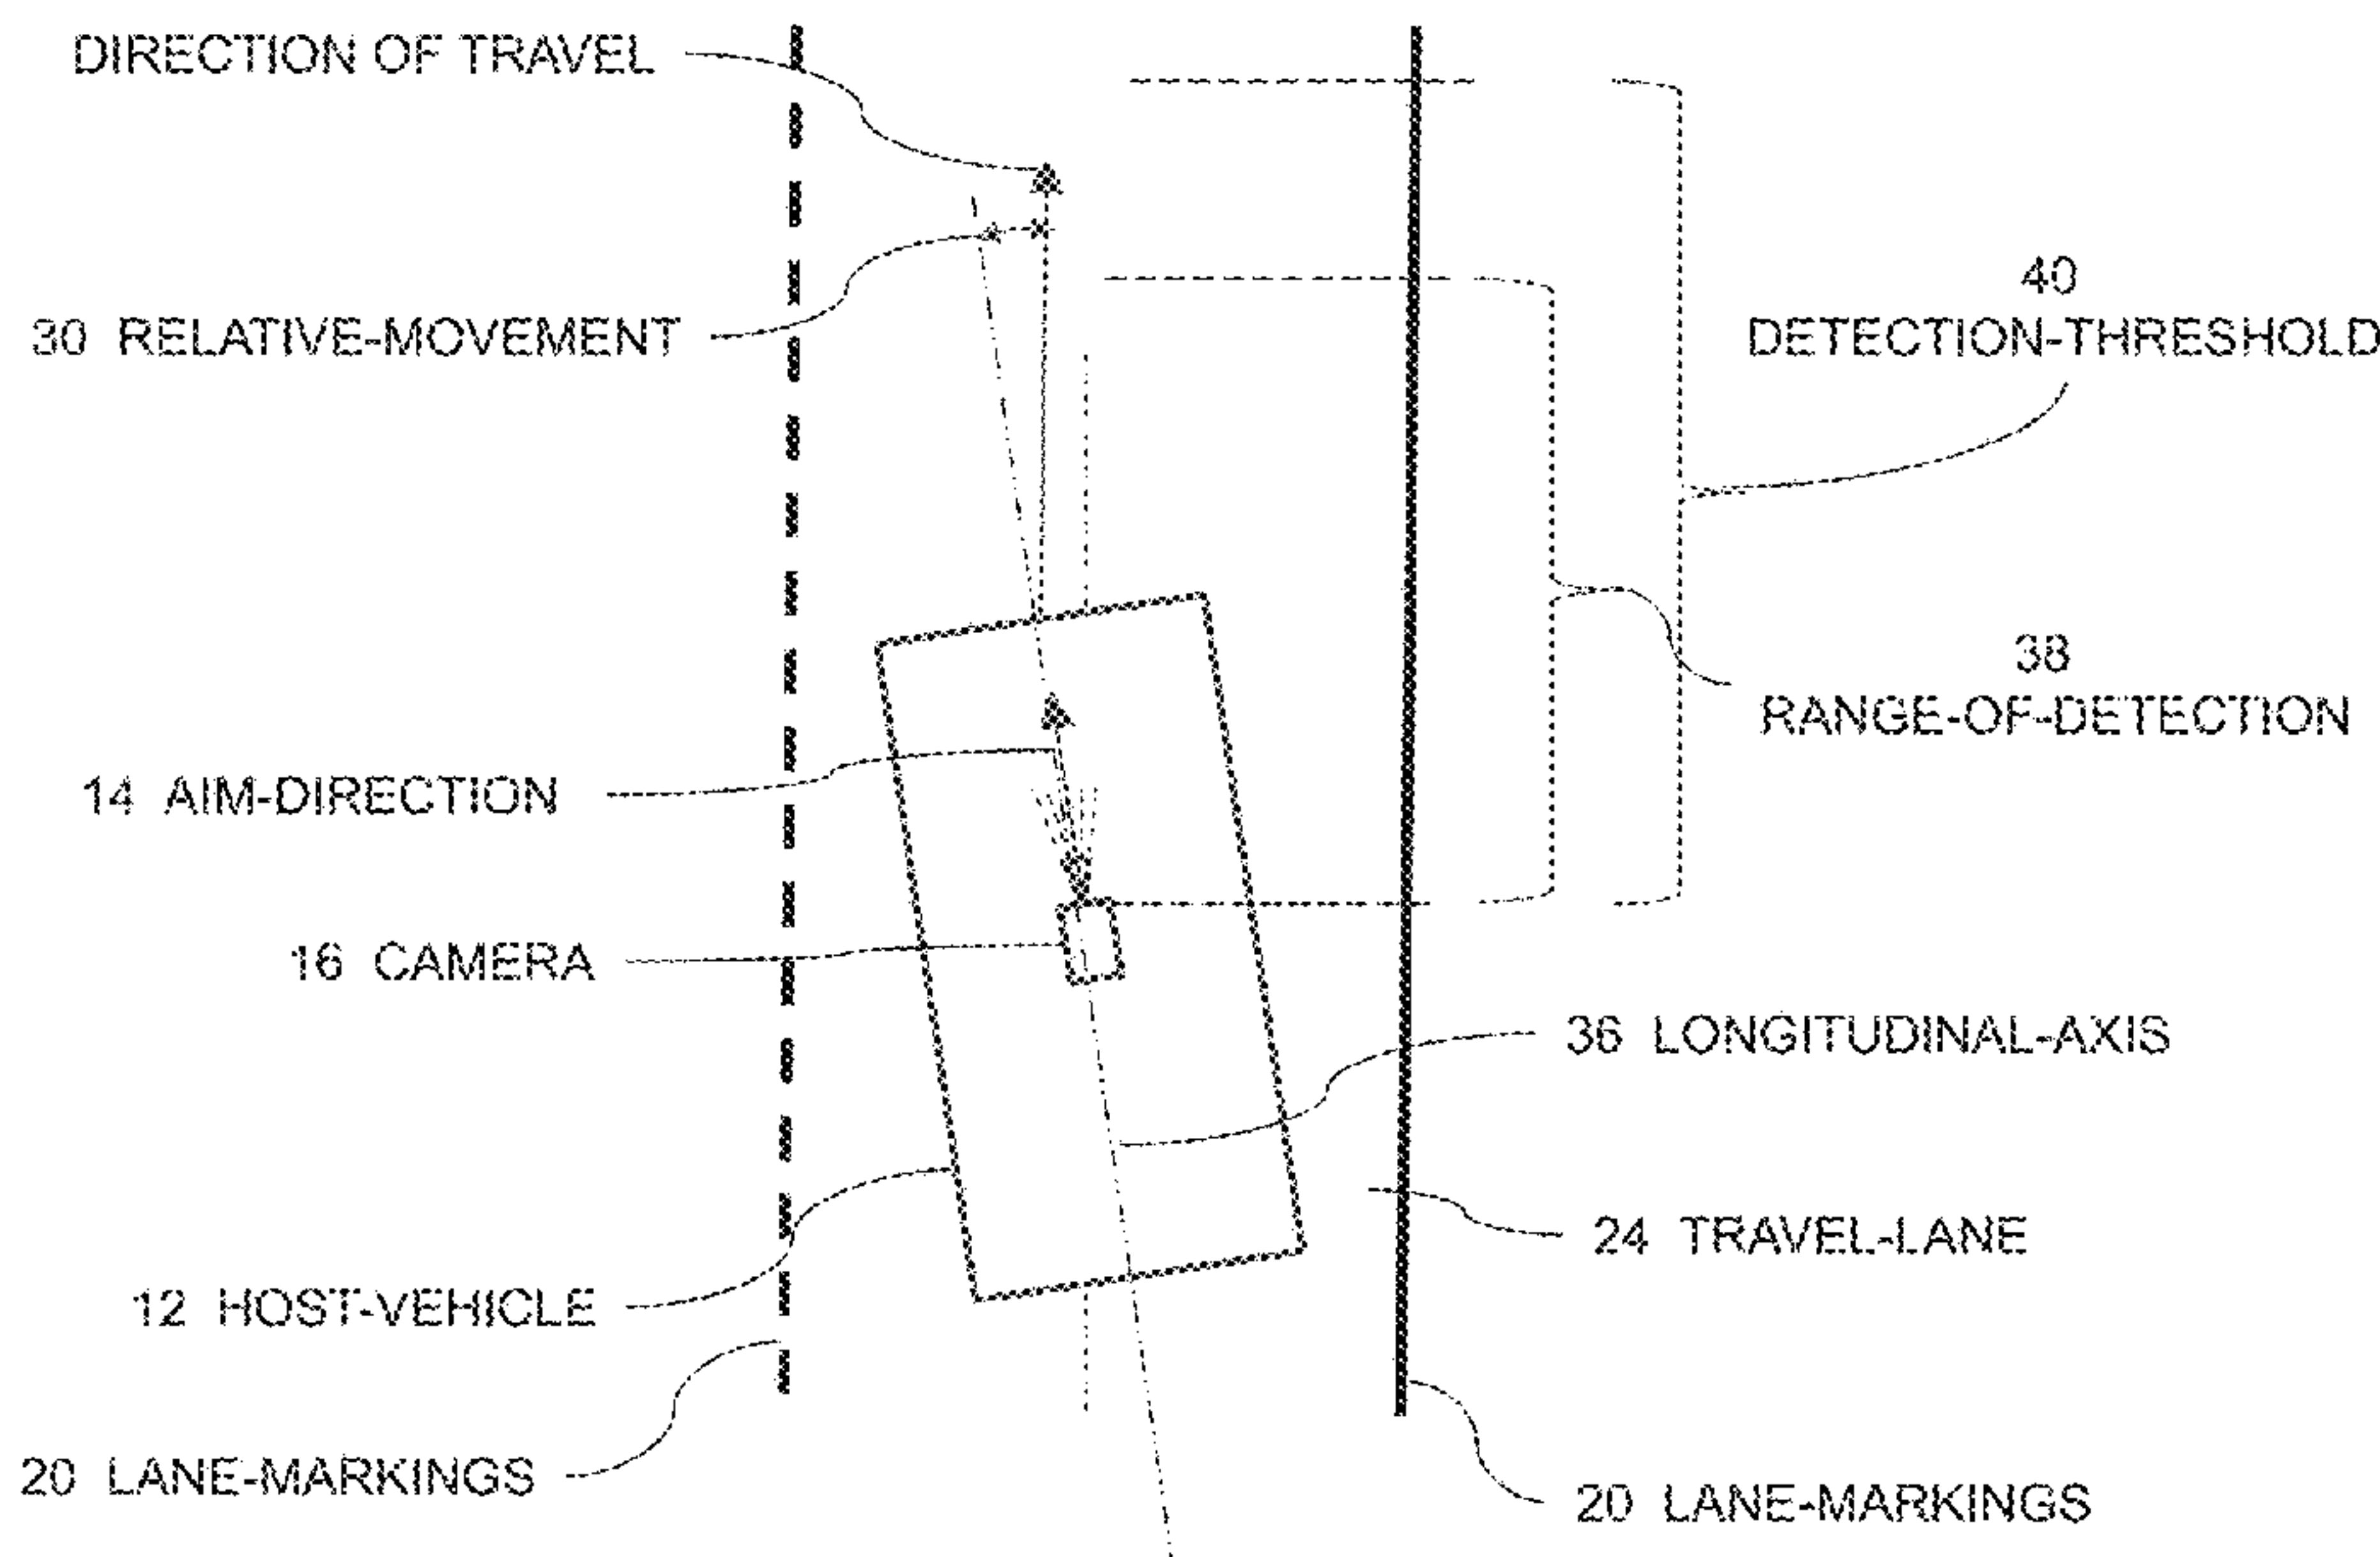 DIRECTION OF TRAVEL
30 RELATIVE-MOVEMENT
40
DETECTION-THRESHOLD
38
RANGE-OF-DETECTION
14 AIM-DIRECTION
16 CAMERA
36 LONGITUDINAL-AXIS
24 TRAVEL-LANE
12 HOST-VEHICLE
20 LANE-MARKINGS
20 LANE-MARKINGS